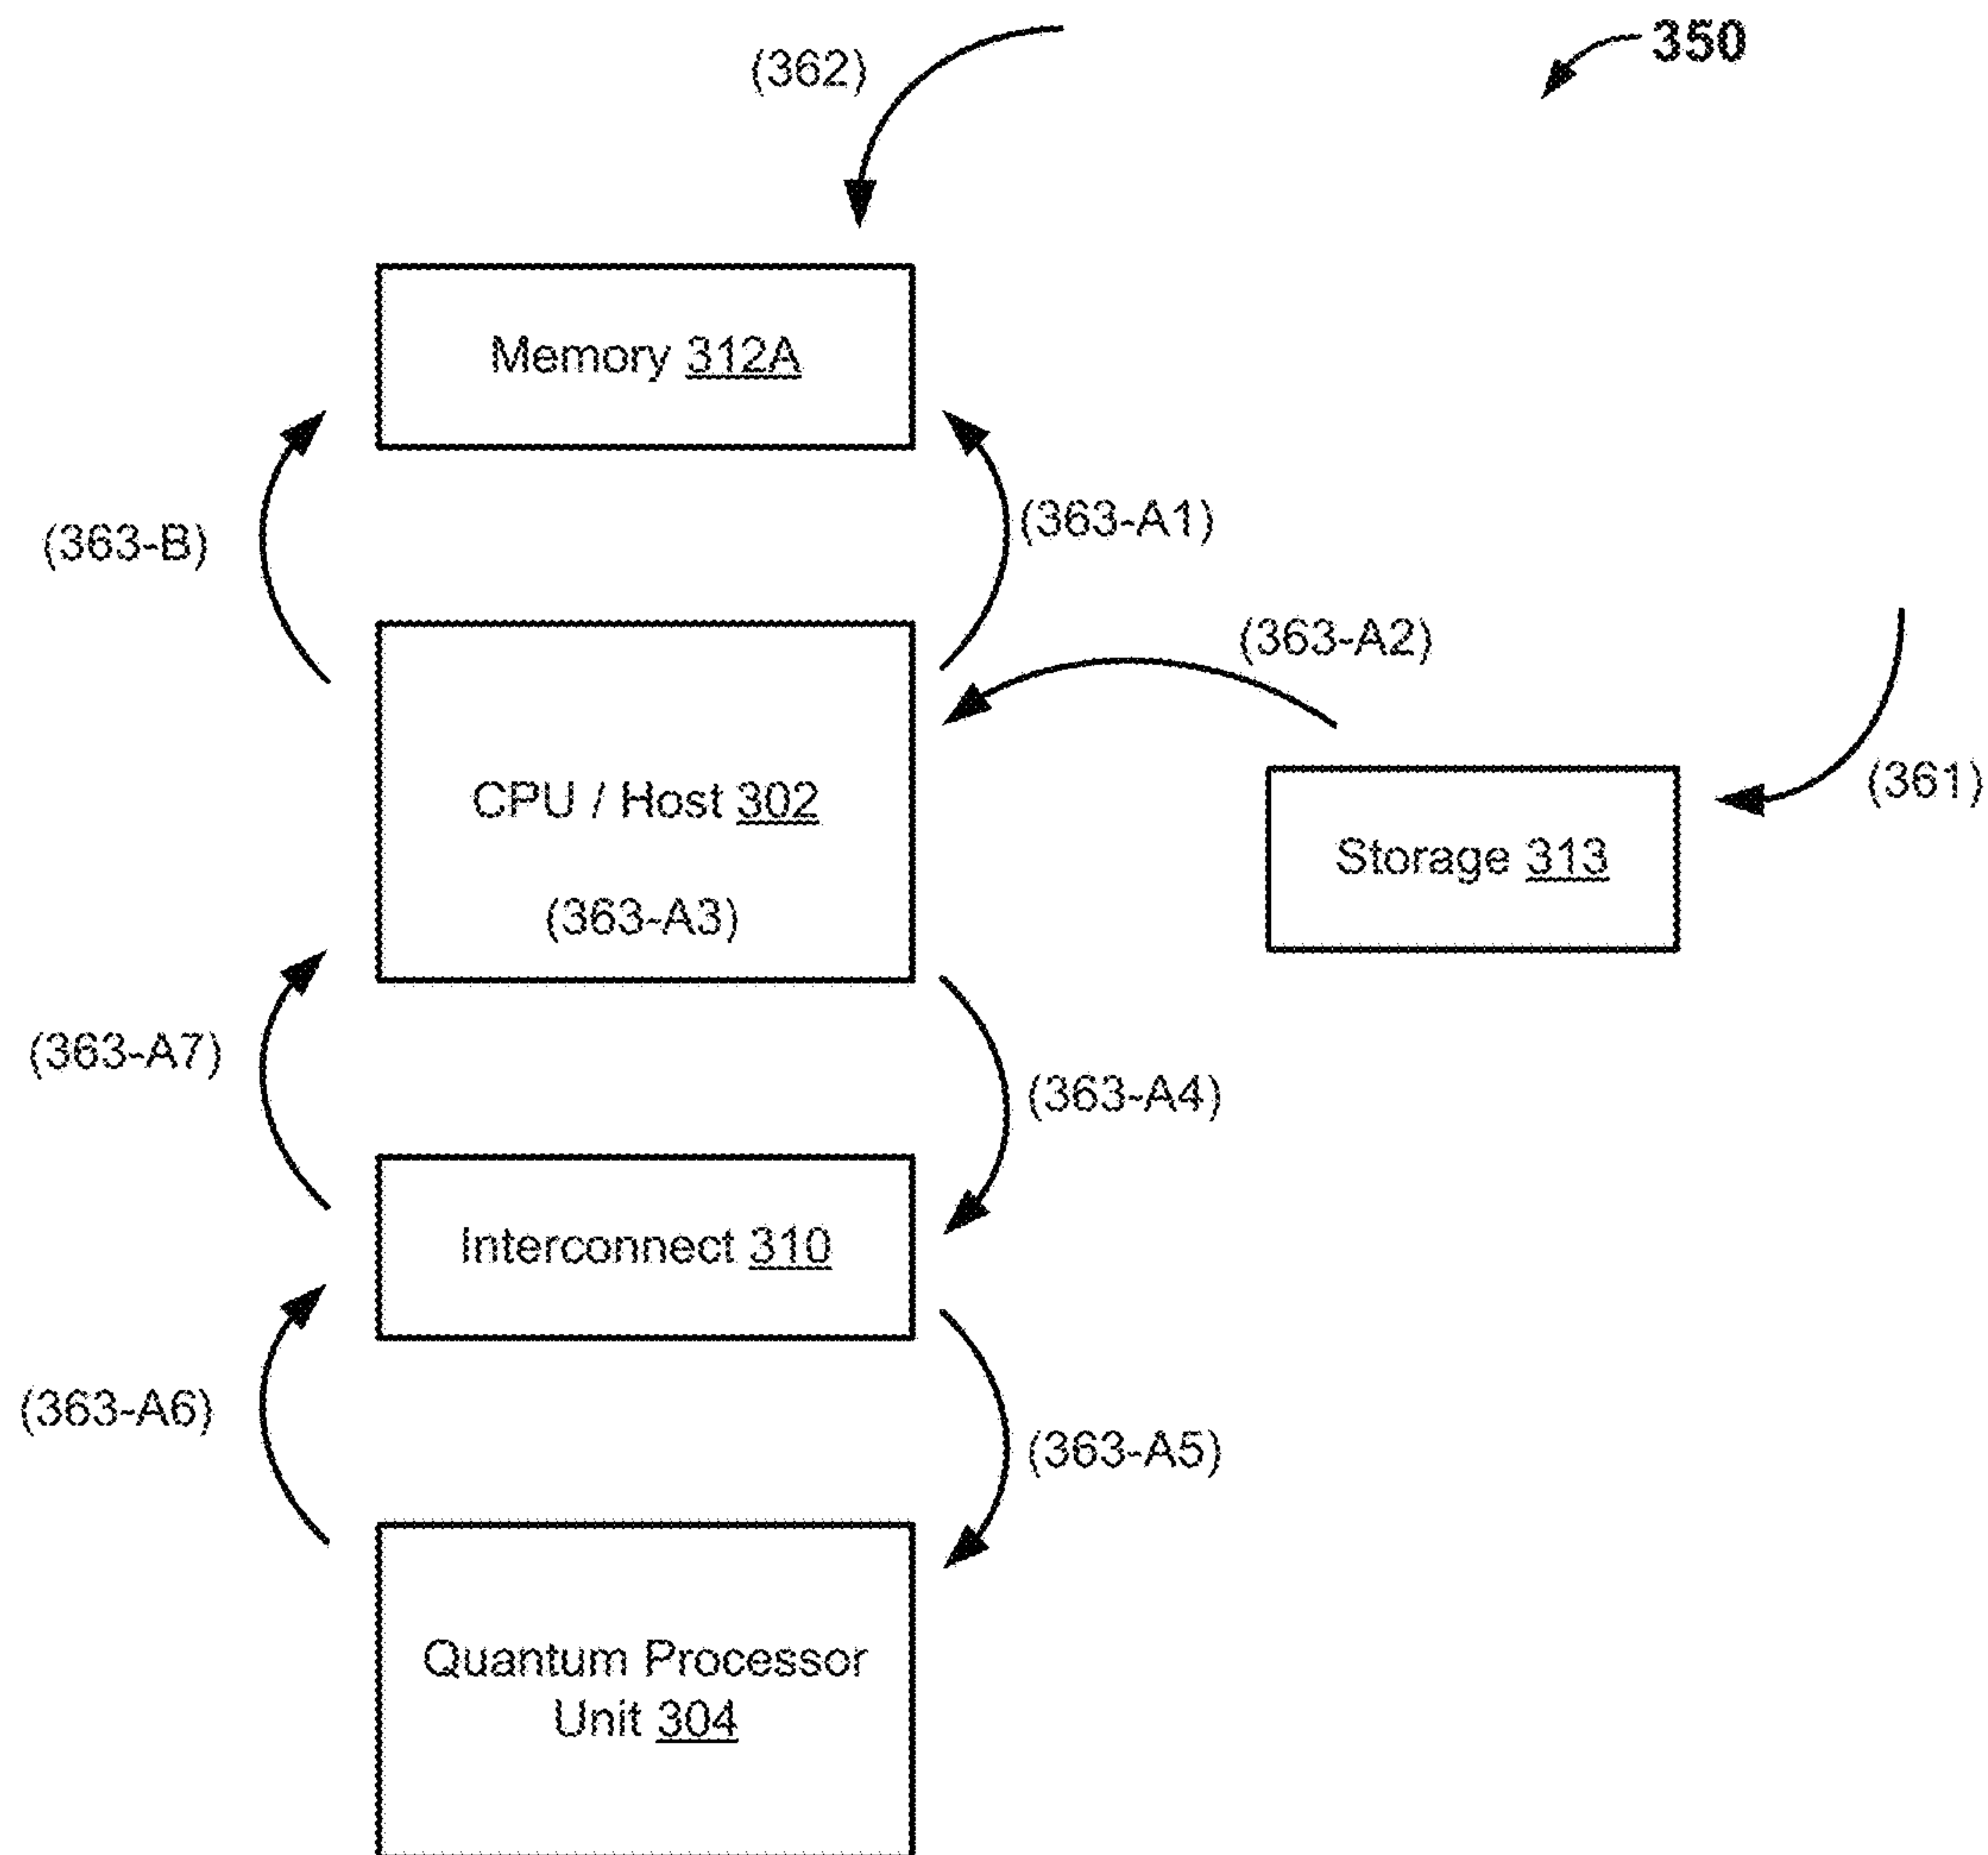 350
(362)
Memory 312A
(363-B)
(363-A1)
(363-A2)
CPU / Host 302
(361)
Storage 313
(363-A3)
(363-A7)
(363-A4)
Interconnect 310
(363-A6)
(363-A5)
Quantum Processor
Unit 304